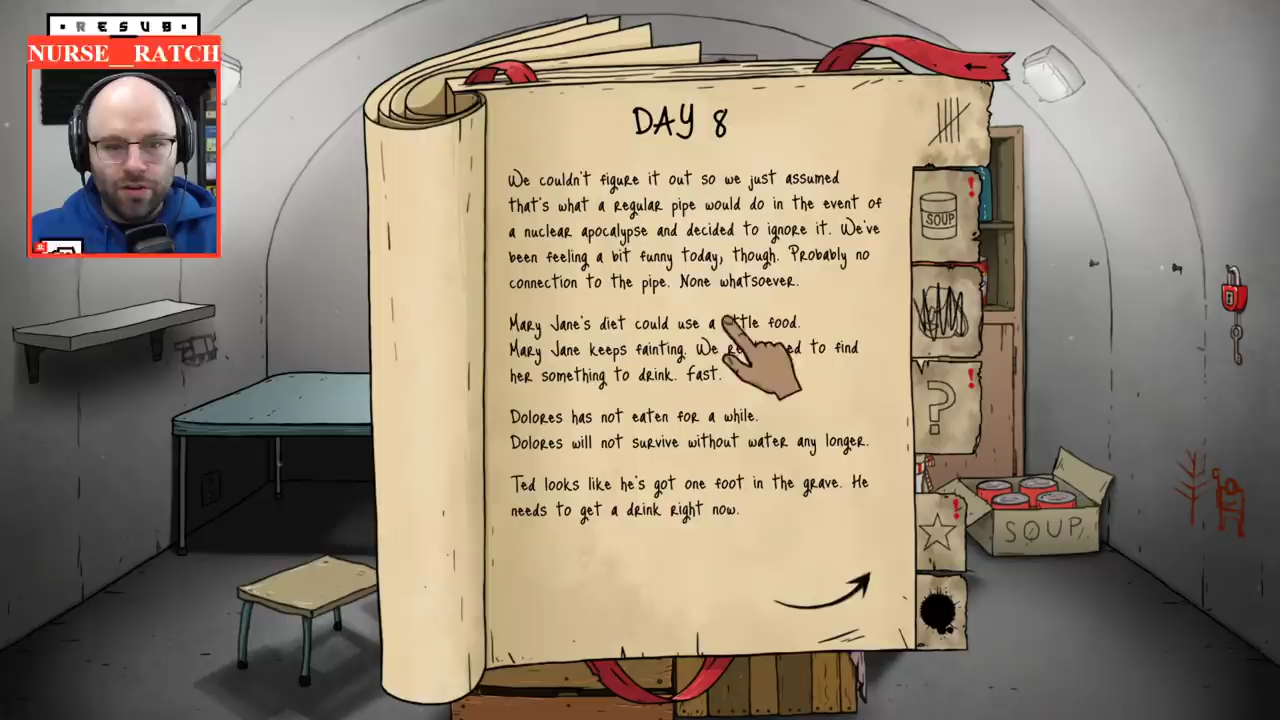 RESUB
NURSE__RATCH
DAY 8
We couldn't figure it out so we just assumed
that's what a regular pipe would do in the event of
a nuclear apocalypse and decided to ignore it. We've
been feeling a bit funny today, though. Probably no
connection to the pipe. None whatsoever.
Mary Jane's diet could use a little food.
Mary Jane keeps fainting. We to find
her something to drink. Fast.
Dolores has not eaten for a while.
Dolores will not survive without water any longer.
Ted looks like he's got one foot in the grave. He
needs to get a drink right now.
SOUP
!
?
!
!
SOUP